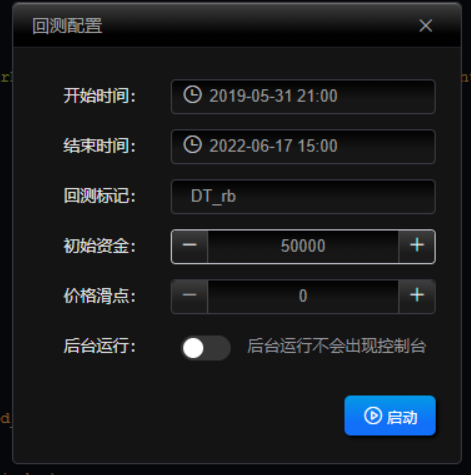 回测配置
开始时间： 2019-05-31 21:00
结束时间： 2022-06-17 15:00
回测标记： DT_rb
初始资金： 50000
价格滑点： 0
后台运行： 后台运行不会出现控制台
启动